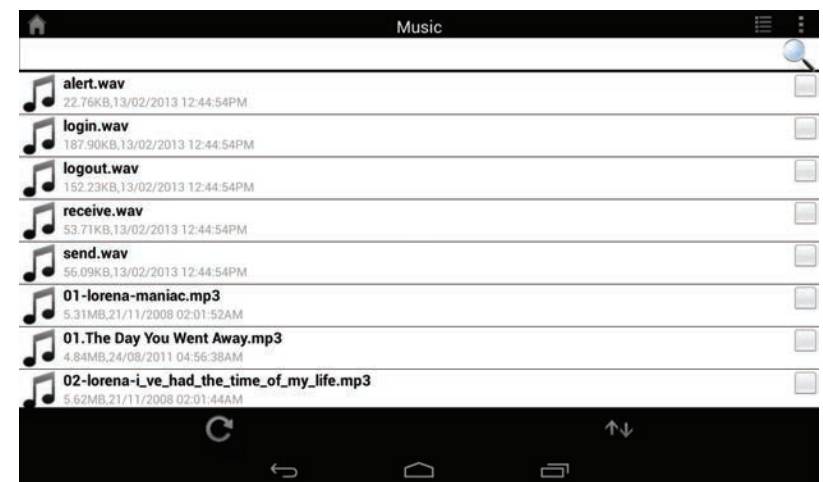 Music
alert.wav
22.76KB,13/02/2013 12:44:54PM
login.wav
187.90KB,13/02/2013 12:44:54PM
logout.wav
152.23KB,13/02/2013 12:44:54PM
receive.wav
53.71KB,13/02/2013 12:44:54PM
send.wav
56.09KB,13/02/2013 12:44:54PM
01-lorena-maniac.mp3
5.31MB,21/11/2008 02:01:52AM
01.The Day You Went Away.mp3
4.84MB,24/08/2011 04:56:38AM
02-lorena-i_ve_had_the_time_of_my_life.mp3
5.62MB,21/11/2008 02:01:44AM